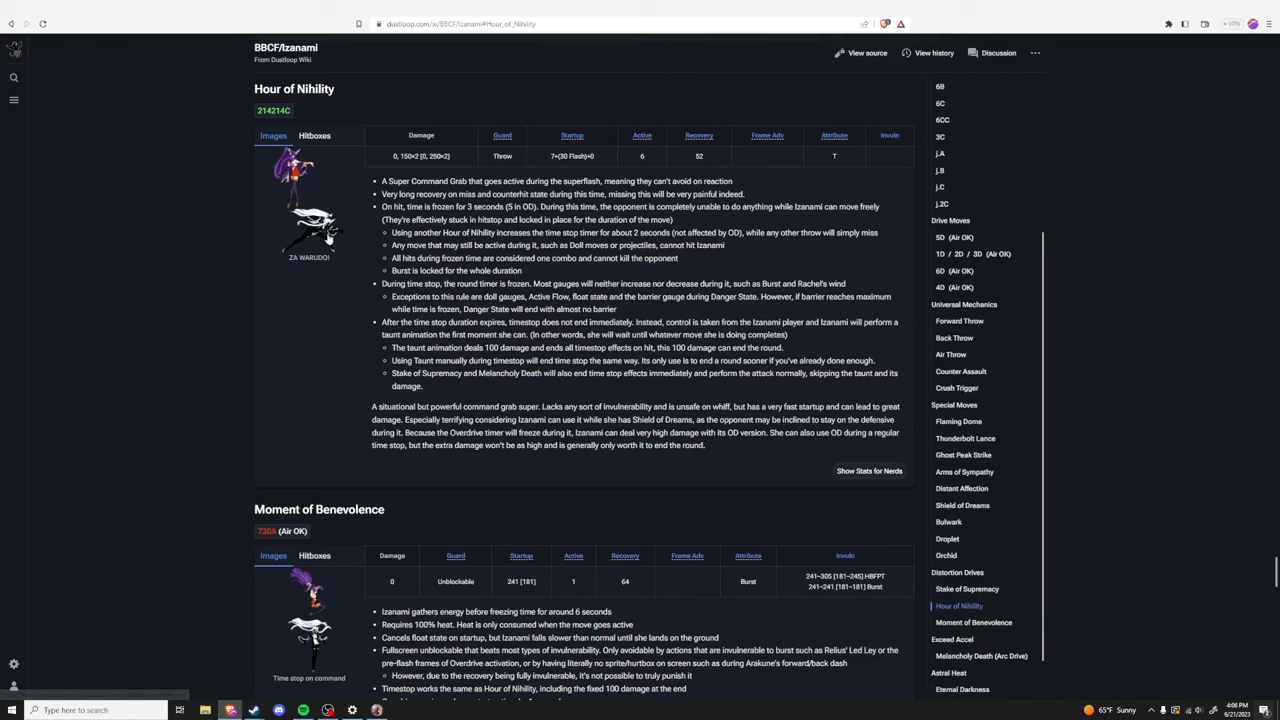 dustloop.com/w/BBCF/Izanami#Hour_of_Nihility
VPN
BBCF/Izanami
From Dustloop Wiki
View source
View history
Discussion
Hour of Nihility
214214C
Images
Hitboxes
Damage
Guard
Startup
Active
Recovery
Frame Adv
Attribute
Invuln
0, 150×2 [0, 250×2]
Throw
7+(30 Flash)+0
6
52
T
ZA WARUDO!
• A Super Command Grab that goes active during the superflash, meaning they can't avoid on reaction
• Very long recovery on miss and counterhit state during this time, missing this will be very painful indeed.
• On hit, time is frozen for 3 seconds (5 in OD). During this time, the opponent is completely unable to do anything while Izanami can move freely
(They're effectively stuck in hitstop and locked in place for the duration of the move)
Using another Hour of Nihility increases the time stop timer for about 2 seconds (not affected by OD), while any other throw will simply miss
Any move that may still be active during it, such as Doll moves or projectiles, cannot hit Izanami
All hits during frozen time are considered one combo and cannot kill the opponent
Burst is locked for the whole duration
• During time stop, the round timer is frozen. Most gauges will neither increase nor decrease during it, such as Burst and Rachel's wind
Exceptions to this rule are doll gauges, Active Flow, float state and the barrier gauge during Danger State. However, if barrier reaches maximum
while time is frozen, Danger State will end with almost no barrier
• After the time stop duration expires, timestop does not end immediately. Instead, control is taken from the Izanami player and Izanami will perform a
taunt animation the first moment she can. (In other words, she will wait until whatever move she is doing completes)
The taunt animation deals 100 damage and ends all timestop effects on hit, this 100 damage can end the round.
Using Taunt manually during timestop will end time stop the same way. Its only use is to end a round sooner if you've already done enough.
Stake of Supremacy and Melancholy Death will also end time stop effects immediately and perform the attack normally, skipping the taunt and its
damage.
A situational but powerful command grab super. Lacks any sort of invulnerability and is unsafe on whiff, but has a very fast startup and can lead to great
damage. Especially terrifying considering Izanami can use it while she has Shield of Dreams, as the opponent may be inclined to stay on the defensive
during it. Because the Overdrive timer will freeze during it, Izanami can deal very high damage with its OD version. She can also use OD during a regular
time stop, but the extra damage won't be as high and is generally only worth it to end the round.
Show Stats for Nerds
Moment of Benevolence
720A (Air OK)
Images
Hitboxes
Damage
Guard
Startup
Active
Recovery
Frame Adv
Attribute
Invuln
0
Unblockable
241 [181]
1
64
Burst
241~305 [181~245] HBFPT
241~241 [181~181] Burst
Time stop on command
• Izanami gathers energy before freezing time for around 6 seconds
• Requires 100% heat. Heat is only consumed when the move goes active
• Cancels float state on startup, but Izanami falls slower than normal until she lands on the ground
• Fullscreen unblockable that beats most types of invulnerability. Only avoidable by actions that are invulnerable to burst such as Relius' Led Ley or the
pre-flash frames of Overdrive activation, or by having literally no sprite/hurtbox on screen such as during Arakune's forward/back dash
However, due to the recovery being fully invulnerable, it's not possible to truly punish it
• Timestop works the same as Hour of Nihility, including the fixed 100 damage at the end
6B
6C
6CC
3C
j.A
j.B
j.C
j.2C
Drive Moves
5D (Air OK)
1D / 2D / 3D (Air OK)
6D (Air OK)
4D (Air OK)
Universal Mechanics
Forward Throw
Back Throw
Air Throw
Counter Assault
Crush Trigger
Special Moves
Flaming Dome
Thunderbolt Lance
Ghost Peak Strike
Arms of Sympathy
Distant Affection
Shield of Dreams
Bulwark
Droplet
Orchid
Distortion Drives
Stake of Supremacy
Hour of Nihility
Moment of Benevolence
Exceed Accel
Melancholy Death (Arc Drive)
Astral Heat
Eternal Darkness
Type here to search
65°F Sunny
4:06 PM
6/21/2023